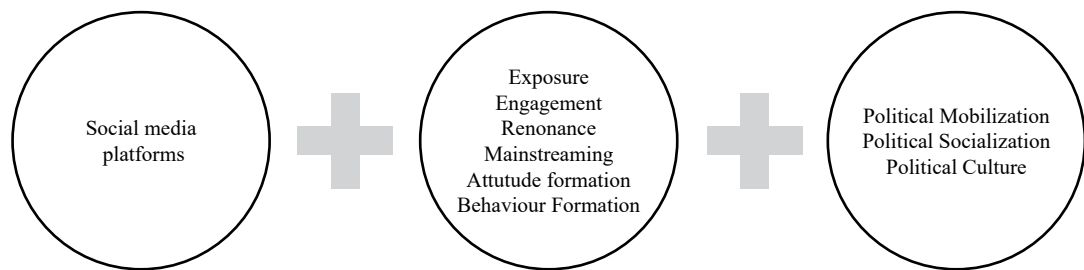 Social media
platforms
Exposure
Engagement
Renonance
Mainstreaming
Attutude formation
Behaviour Formation
Political Mobilization
Political Socialization
Political Culture